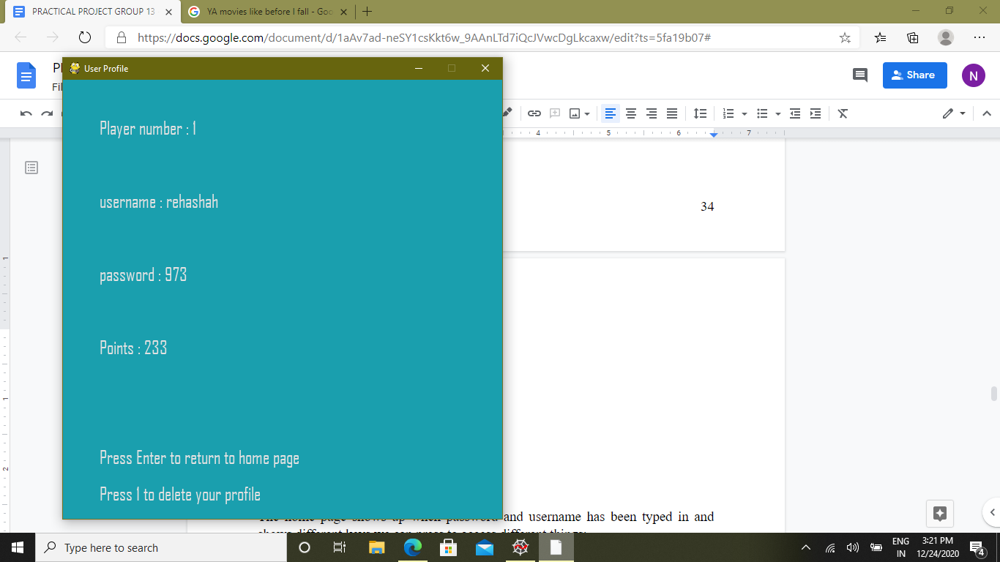 PRACTICAL PROJECT GROUP 13
YA movies like before I fall - Goo
https://docs.google.com/document/d/1aAv7ad-neSY1csKkt6w_9AAnLTd7iQcJVwcDgLkcaxw/edit?ts=5fa19b07#
User Profile
Share
N
4 5 6 7
Player number : 1
username : rehashah
34
password : 973
Points : 233
Press Enter to return to home page
Press 1 to delete your profile
The home page shows up when password and username has been typed in and
1
1
2
Type here to search
ENG
IN
3:21 PM
12/24/2020
4